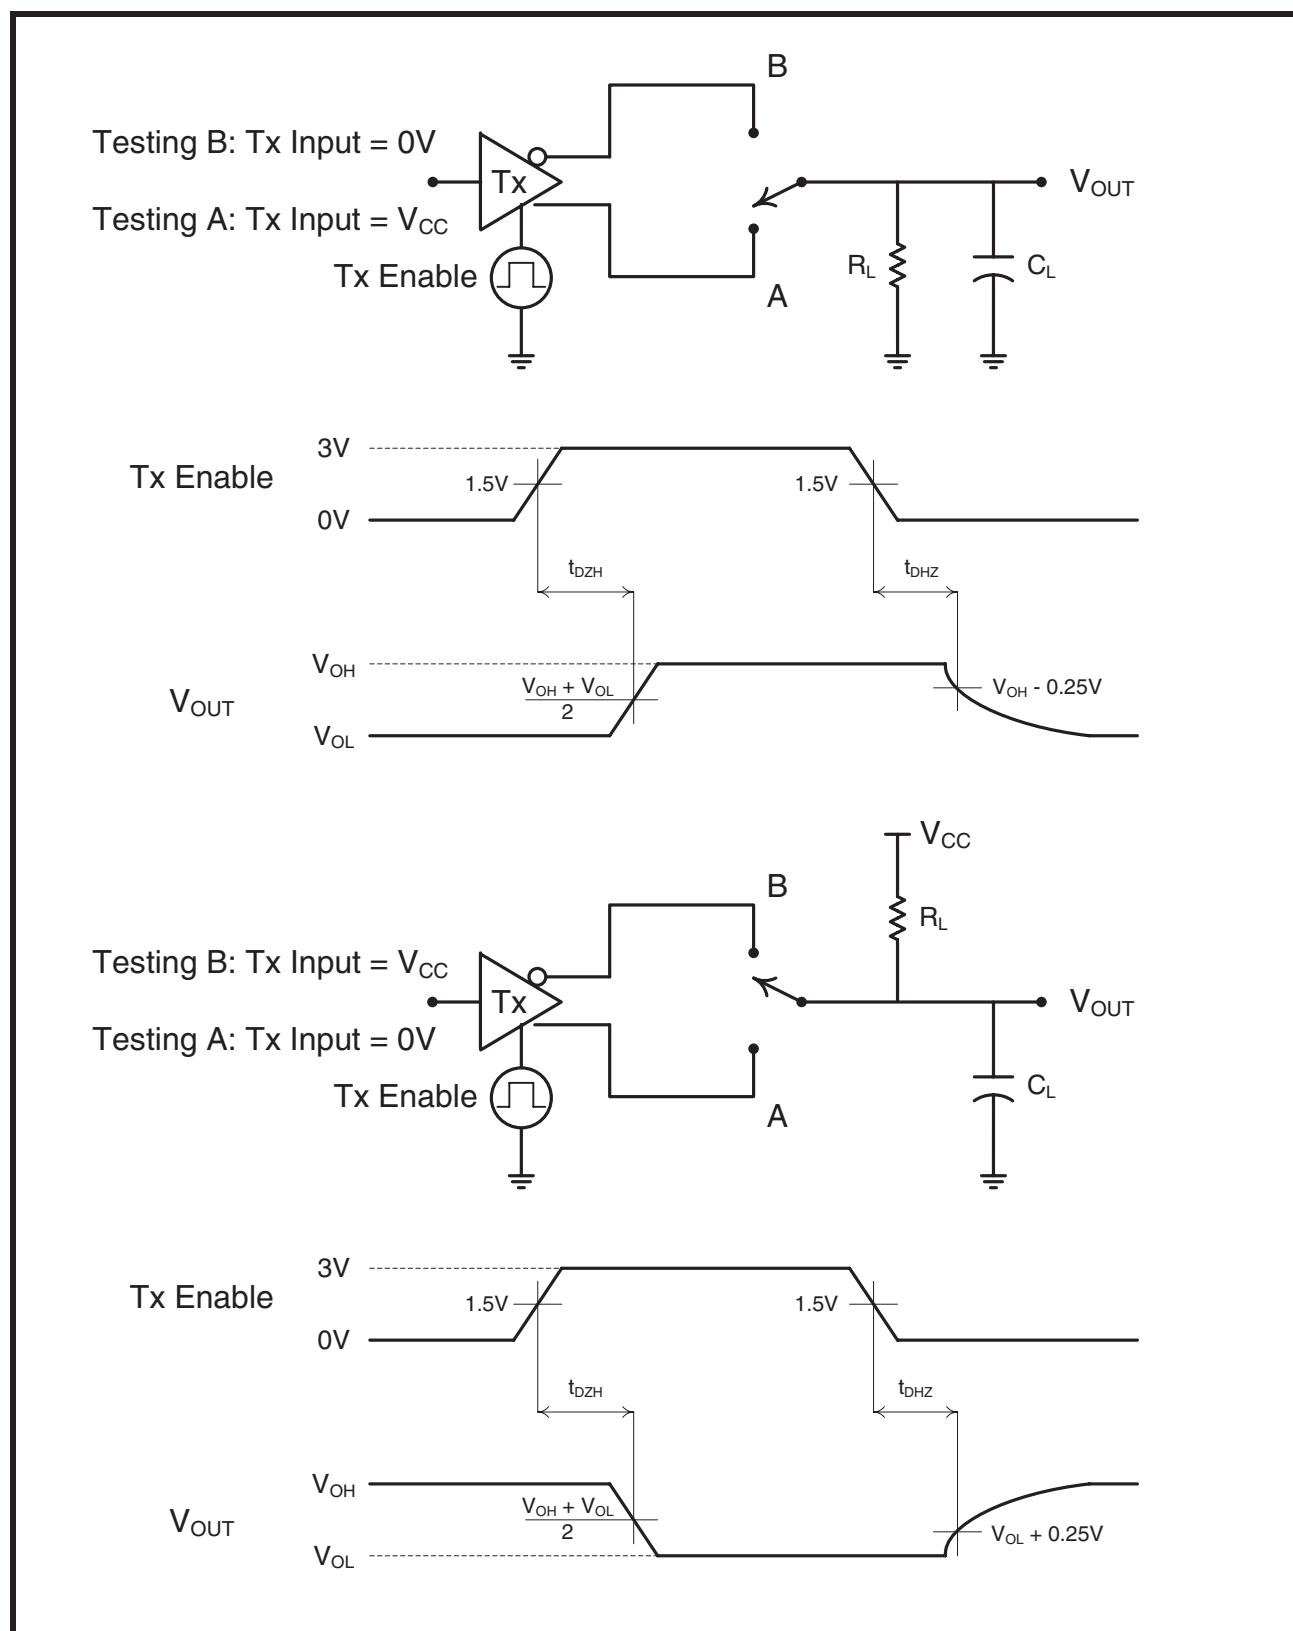 B
Testing B: Tx Input = 0V
Tx
V_OUT
Testing A: Tx Input = V_CC
R_L
C_L
Tx Enable
A
3V
Tx Enable
1.5V
1.5V
0V
t_DZH
t_DHZ
V_OH
V_OH + V_OL
2
V_OH - 0.25V
V_OUT
V_OL
V_CC
B
R_L
Testing B: Tx Input = V_CC
Tx
V_OUT
Testing A: Tx Input = 0V
Tx Enable
C_L
A
3V
Tx Enable
1.5V
1.5V
0V
t_DZH
t_DHZ
V_OH
V_OH + V_OL
2
V_OUT
V_OL + 0.25V
V_OL